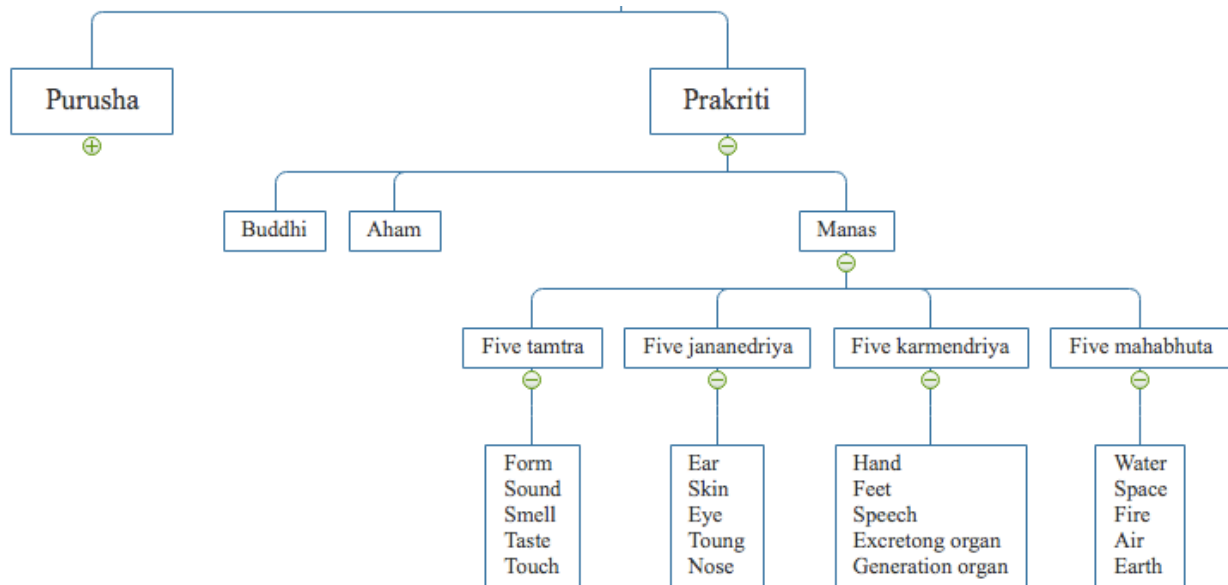 Purusha
Prakriti
Buddhi
Aham
Manas
Five tamtra
Five jananedriya
Five karmendriya
Five mahabhuta
Form
Sound
Smell
Taste
Touch
Ear
Skin
Eye
Toung
Nose
Hand
Feet
Speech
Excretong organ
Generation organ
Water
Space
Fire
Air
Earth